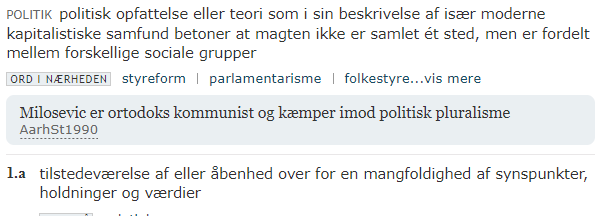 POLITIK politisk opfattelse eller teori som i sin beskrivelse af især moderne
kapitalistiske samfund betoner at magten ikke er samlet ét sted, men er fordelt
mellem forskellige sociale grupper
ORD I NÆRHEDEN styreform | parlamentarisme | folkestyre...vis mere
Milosevic er ortodoks kommunist og kæmper imod politisk pluralisme
AarhSt1990
1.a tilstedeværelse af eller åbenhed over for en mangfoldighed af synspunkter,
holdninger og værdier